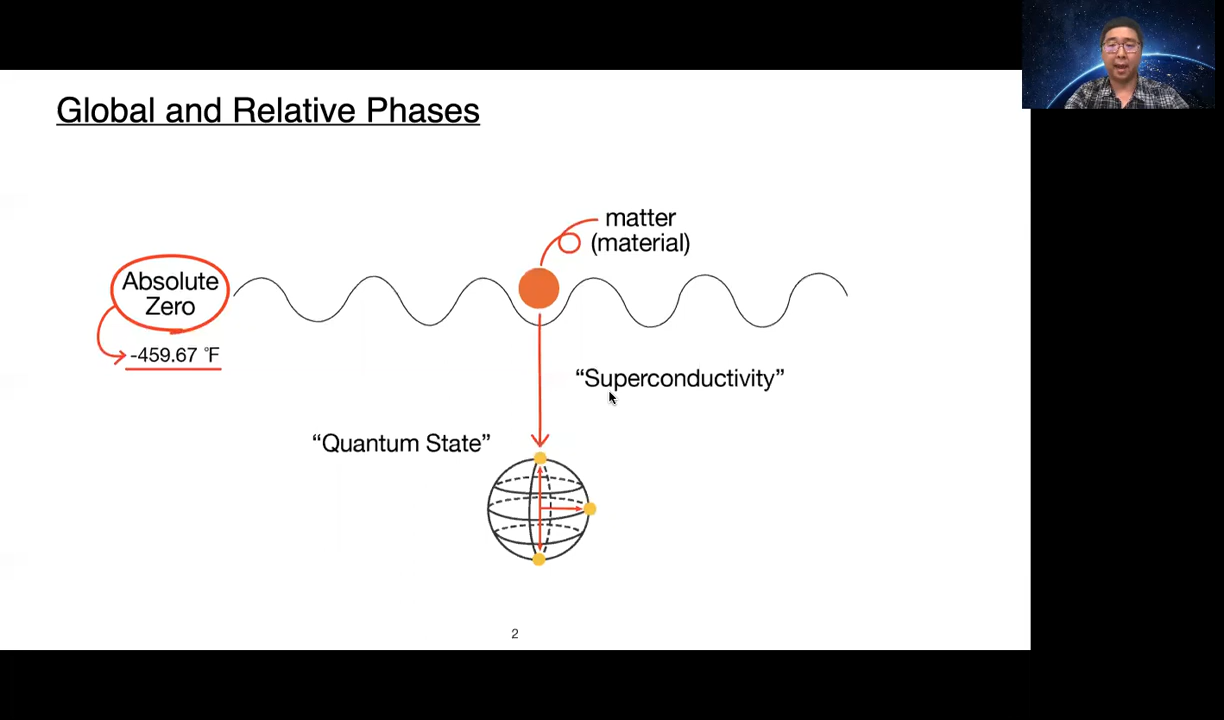 Global and Relative Phases
matter
(material)
Absolute
Zero
-459.67 °F
“Superconductivity”
“Quantum State”
2